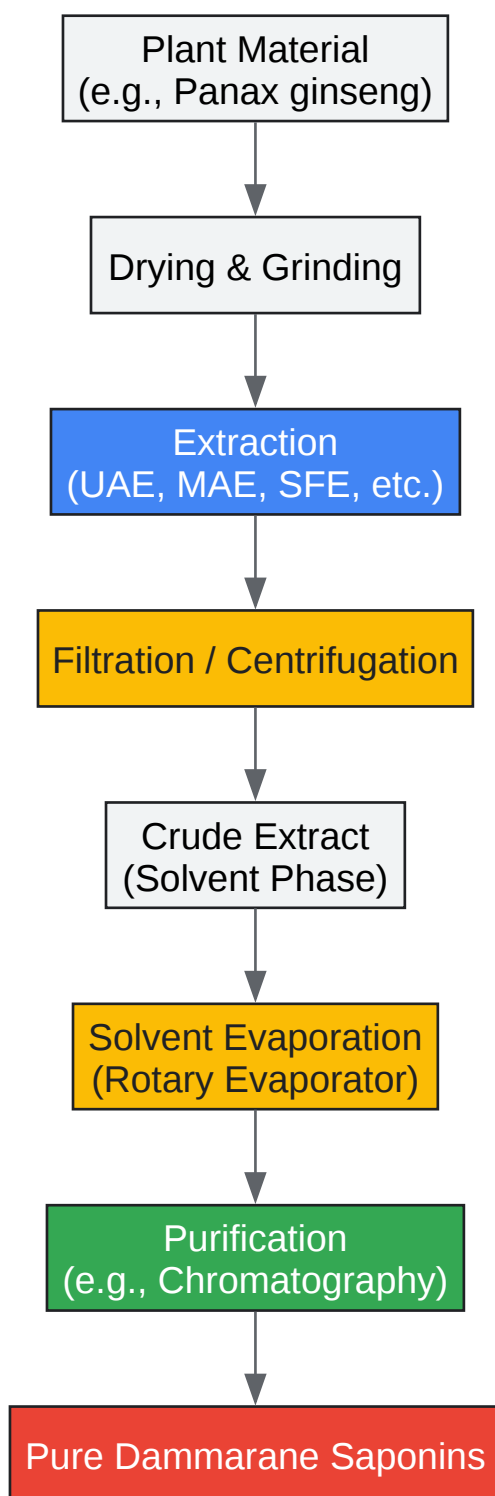 Plant Material
(e.g., Panax ginseng)
Drying & Grinding
Extraction
(UAE, MAE, SFE, etc.)
Filtration / Centrifugation
Crude Extract
(Solvent Phase)
Solvent Evaporation
(Rotary Evaporator)
Purification
(e.g., Chromatography)
Pure Dammarane Saponins